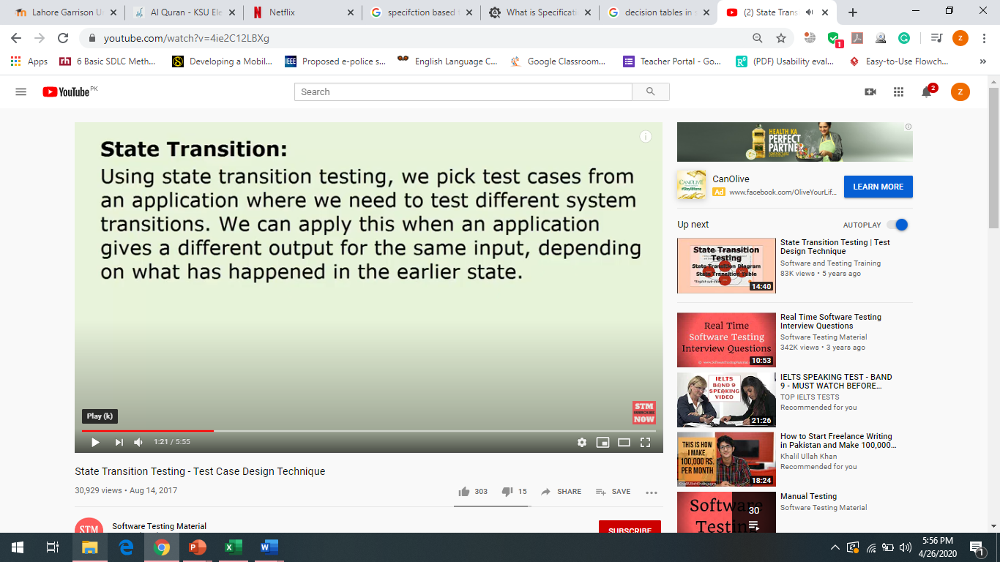 Lahore Garrison U
Al Quran - KSU Ele
Netflix
specifction based
What is Specificati
decision tables in s
(2) State Trans
youtube.com/watch?v=4ie2C12LBXg
1
z
Apps
6 Basic SDLC Meth...
Developing a Mobil...
IEEE
Proposed e-police s...
English Language C...
Google Classroom...
Teacher Portal - Go...
(PDF) Usability eval...
Easy-to-Use Flowch...
YouTube PK
Search
2
z
State Transition:
Using state transition testing, we pick test cases from
an application where we need to test different system
transitions. We can apply this when an application
gives a different output for the same input, depending
on what has happened in the earlier state.
STM
SUBSCRIBE
NOW
Play (k)
1:21 / 5:55
State Transition Testing - Test Case Design Technique
30,929 views • Aug 14, 2017
303
15
SHARE
SAVE
STM
Software Testing Material
SUBSCRIBE
HEALTH KA
PERFECT
PARTNER
CANOLIVE
CanOlive
Ad
www.facebook.com/OliveYourLif...
LEARN MORE
Up next
AUTOPLAY
State Transition
Testing
State Transition Diagram
State Transition Table
14:40
State Transition Testing | Test
Design Technique
Software and Testing Training
83K views • 5 years ago
Real Time
Software Testing
Interview Questions
10:53
Real Time Software Testing
Interview Questions
Software Testing Material
342K views • 3 years ago
IELTS
BAND 9
SPEAKING
VIDEO
21:26
IELTS SPEAKING TEST - BAND
9 - MUST WATCH BEFORE...
TOP IELTS TESTS
Recommended for you
THIS IS HOW
I MAKE
100,000 RS.
PER MONTH
KhalilUllahKhan.com
18:24
How to Start Freelance Writing
in Pakistan and Make 100,000...
Khalil Ullah Khan
Recommended for you
Software
Testin
30
Manual Testing
Software Testing Material
5:56 PM
4/26/2020
1